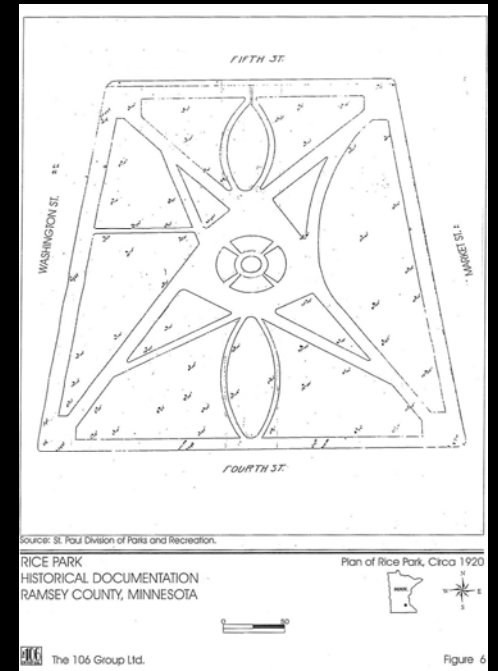 FIFTH ST.
WASHINGTON ST.
MARKET ST.
FOURTH ST.
Source: St. Paul Division of Parks and Recreation.
RICE PARK
HISTORICAL DOCUMENTATION
RAMSEY COUNTY, MINNESOTA
Plan of Rice Park, Circa 1920
N
W
E
S
0 50
106 The 106 Group Ltd.
Figure 6